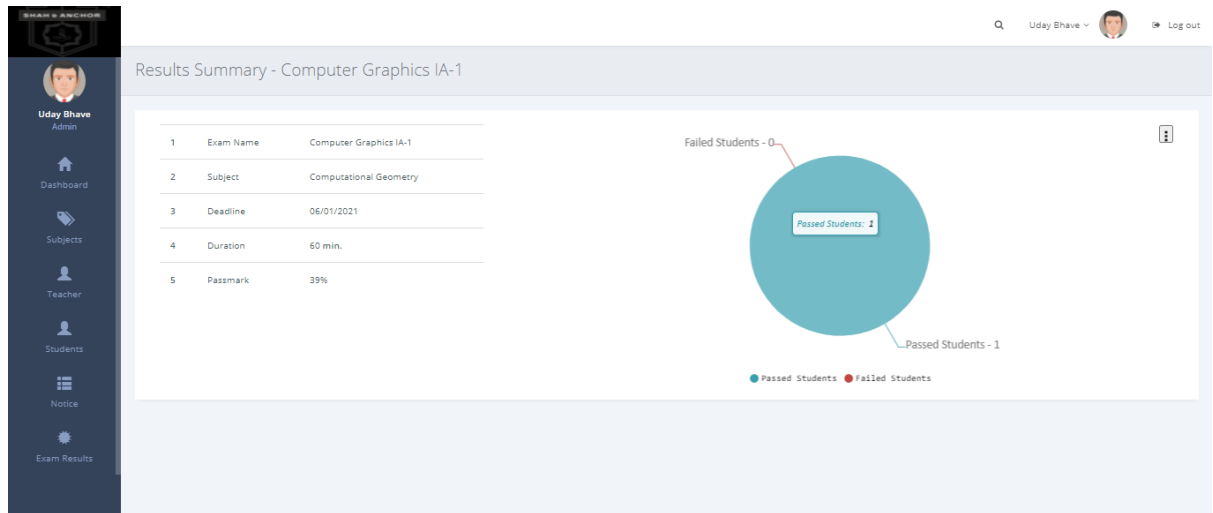 SHAH & ANCHOR
Uday Bhave
Log out
Uday Bhave
Admin
Dashboard
Subjects
Teacher
Students
Notice
Exam Results
Results Summary - Computer Graphics IA-1
1 Exam Name Computer Graphics IA-1
2 Subject Computational Geometry
3 Deadline 06/01/2021
4 Duration 60 min.
5 Passmark 39%
Failed Students - 0
Passed Students: 1
Passed Students - 1
Passed Students Failed Students